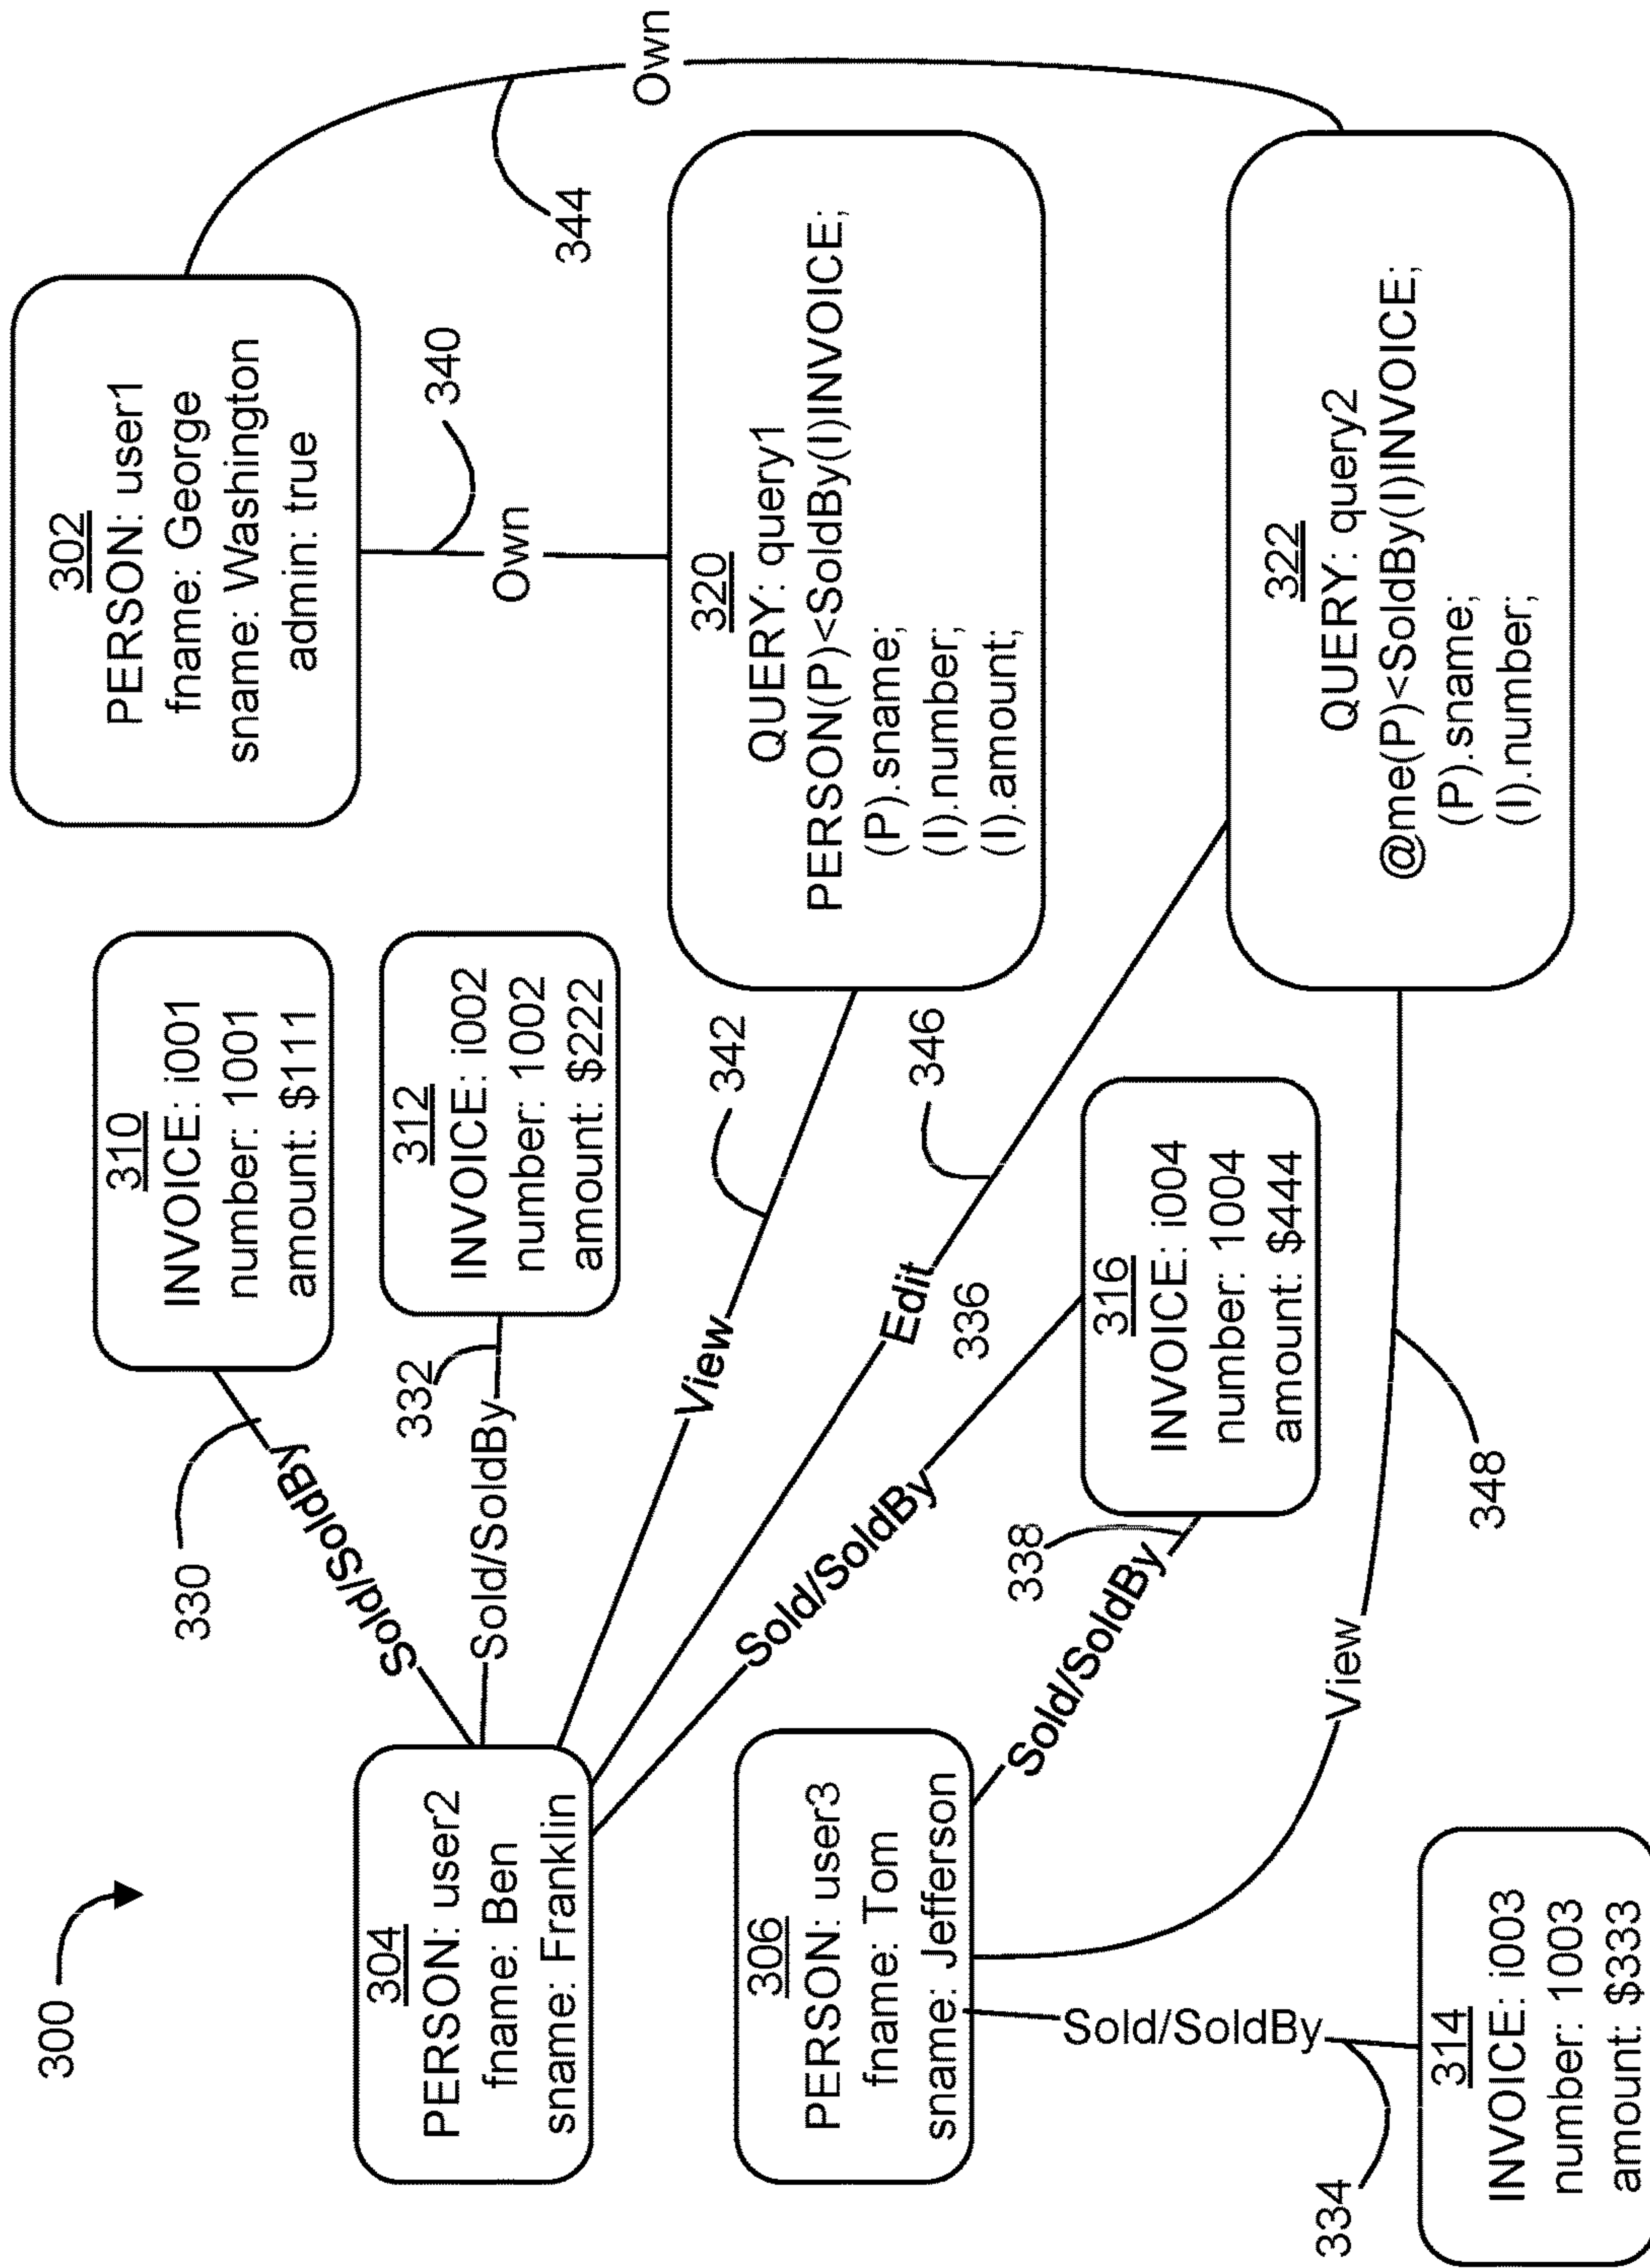 300
302
PERSON: user1
fname: George
sname: Washington
admin: true
310
INVOICE: i001
number: 1001
amount: $111
330
Sold/SoldBy
304
PERSON: user2
fname: Ben
sname: Franklin
332
Sold/SoldBy
312
INVOICE: i002
number: 1002
amount: $222
340
Own
344
Own
342
View
320
QUERY: query1
PERSON(P)<SoldBy(I)INVOICE;
(P).sname;
(I).number;
(I).amount;
346
Edit
336
Sold/SoldBy
306
PERSON: user3
fname: Tom
sname: Jefferson
338
Sold/SoldBy
316
INVOICE: i004
number: 1004
amount: $444
Sold/SoldBy
334
View
348
322
QUERY: query2
@me(P)<SoldBy(I)INVOICE;
(P).sname;
(I).number;
314
INVOICE: i003
number: 1003
amount: $333